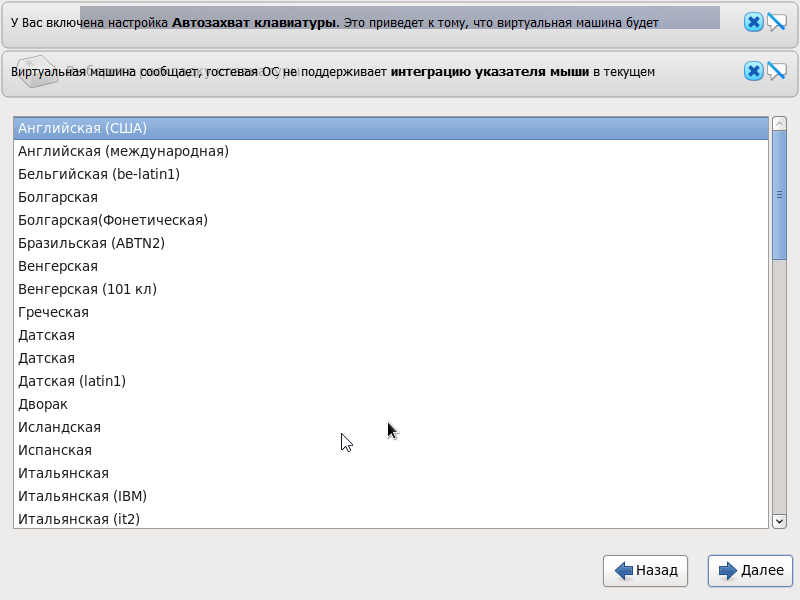 У Вас включена настройка Автозахват клавиатуры. Это приведет к тому, что виртуальная машина будет
Виртуальная машина сообщает, гостевая ОС не поддерживает интеграцию указателя мыши в текущем
Английская (США)
Английская (международная)
Бельгийская (be-latin1)
Болгарская
Болгарская(Фонетическая)
Бразильская (ABTN2)
Венгерская
Венгерская (101 кл)
Греческая
Датская
Датская
Датская (latin1)
Дворак
Исландская
Испанская
Итальянская
Итальянская (IBM)
Итальянская (it2)
Назад
Далее